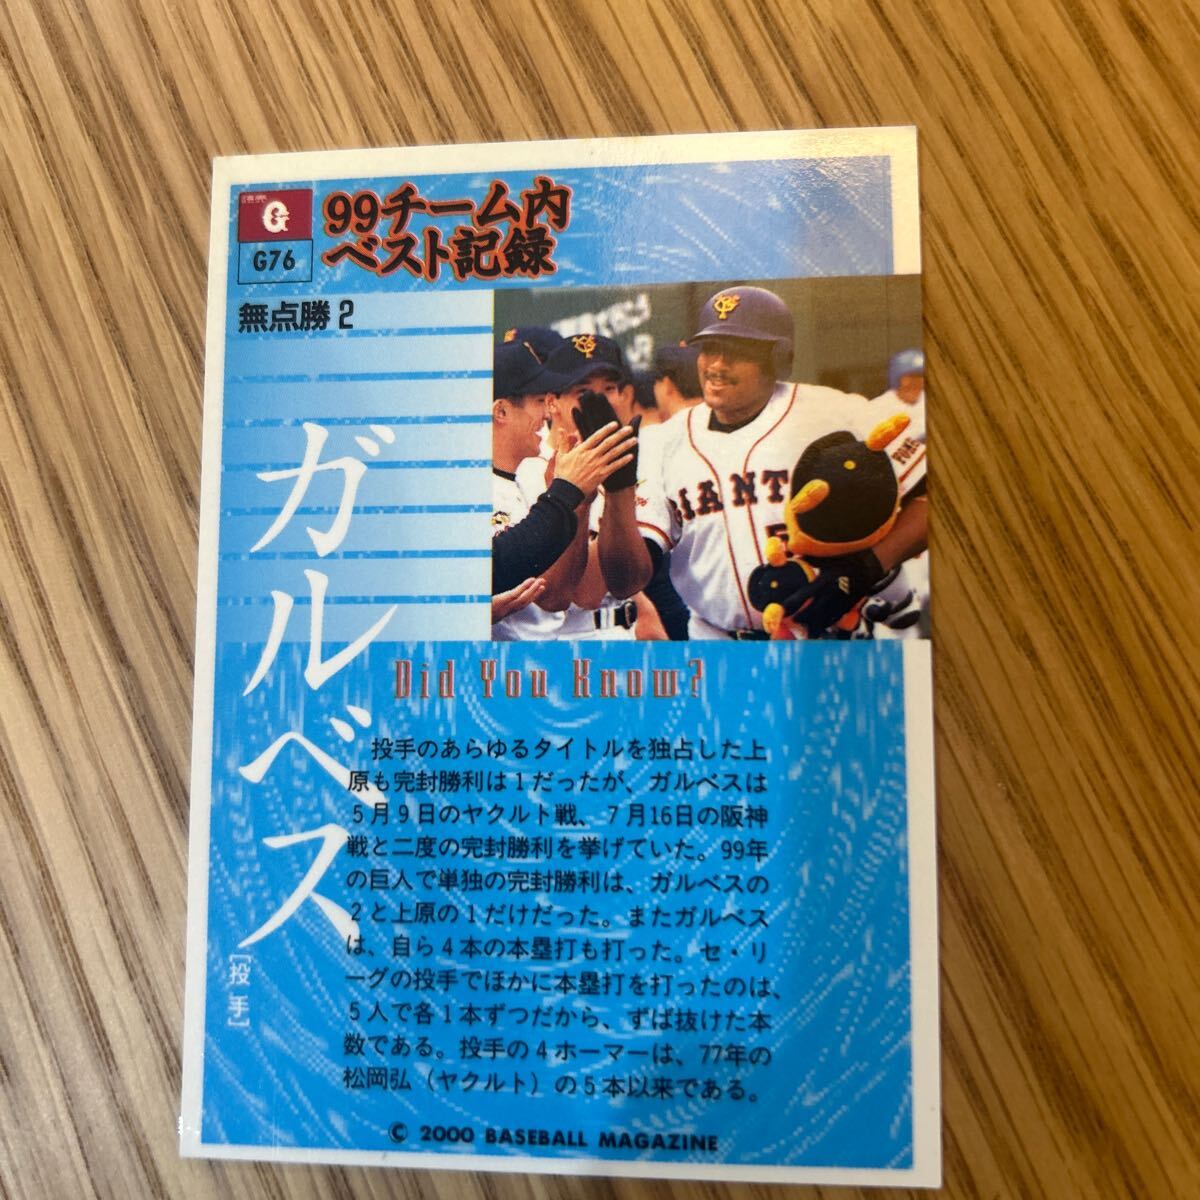 G
G76
99チーム内
ベスト記録
無点勝2
ガルベス
[投手]
GIANT
5
Did You Know?
投手のあらゆるタイトルを独占した上
原も完封勝利は1だったが、ガルベスは
5月9日のヤクルト戦、7月16日の阪神
戦と二度の完封勝利を挙げていた。99年
の巨人で単独の完封勝利は、ガルベスの
2と上原の1だけだった。またガルベス
は、自ら4本の本塁打も打った。セ・リ
ーグの投手でほかに本塁打を打ったのは、
5人で各1本ずつだから、ずば抜けた本
数である。投手の4ホーマーは、77年の
松岡弘(ヤクルト)の5本以来である。
© 2000 BASEBALL MAGAZINE